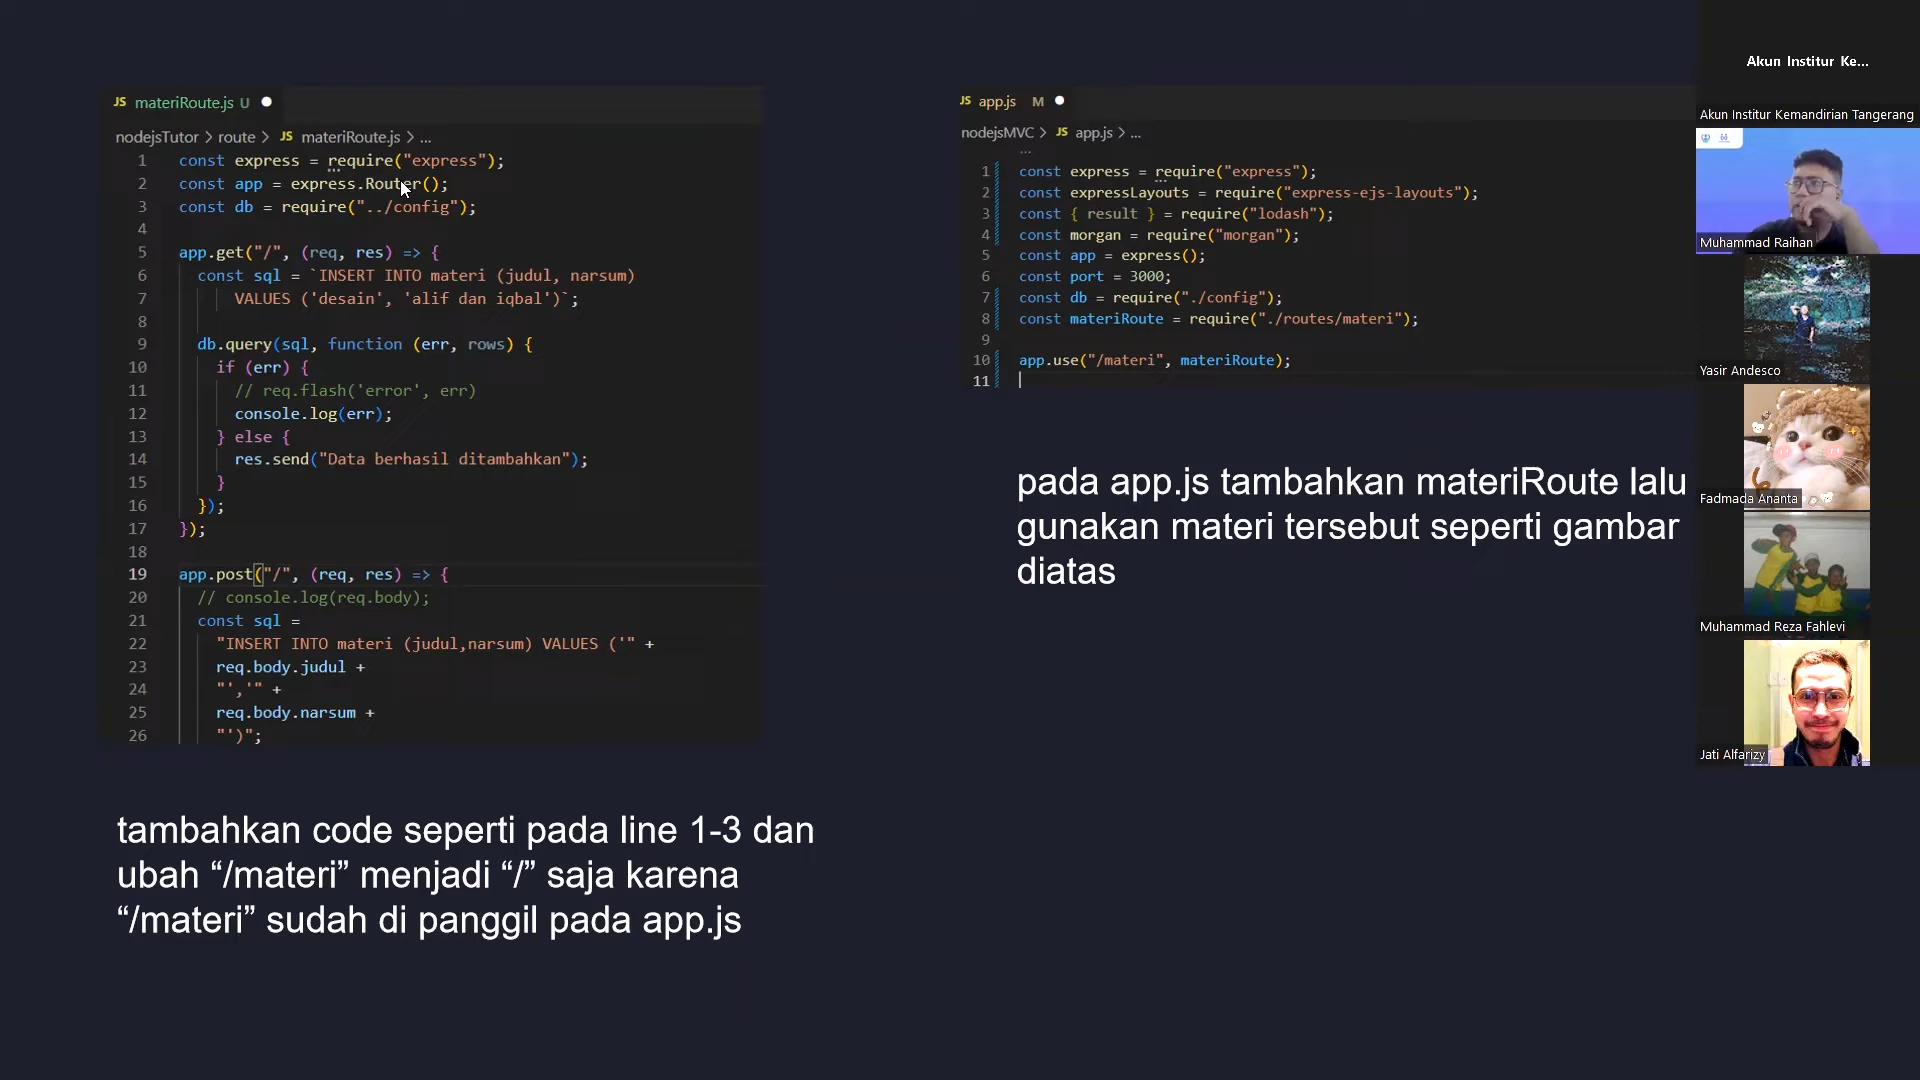 JS materiRoute.js U
nodejsTutor > route > JS materiRoute.js > ...
1 const express = require("express");
2 const app = express.Router();
3 const db = require("../config");
4
5 app.get("/", (req, res) => {
6 const sql = `INSERT INTO materi (judul, narsum)
7 VALUES ('desain', 'alif dan iqbal')`;
8
9 db.query(sql, function (err, rows) {
10 if (err) {
11 // req.flash('error', err)
12 console.log(err);
13 } else {
14 res.send("Data berhasil ditambahkan");
15 }
16 });
17 });
18
19 app.post("/", (req, res) => {
20 // console.log(req.body);
21 const sql =
22 "INSERT INTO materi (judul,narsum) VALUES ('" +
23 req.body.judul +
24 "','" +
25 req.body.narsum +
26 "')";
tambahkan code seperti pada line 1-3 dan
ubah “/materi” menjadi “/” saja karena
“/materi” sudah di panggil pada app.js
JS app.js M
nodejsMVC > JS app.js > ...
...
1 const express = require("express");
2 const expressLayouts = require("express-ejs-layouts");
3 const { result } = require("lodash");
4 const morgan = require("morgan");
5 const app = express();
6 const port = 3000;
7 const db = require("./config");
8 const materiRoute = require("./routes/materi");
9
10 app.use("/materi", materiRoute);
11
pada app.js tambahkan materiRoute lalu
gunakan materi tersebut seperti gambar
diatas
Akun Institur Ke...
Akun Institur Kemandirian Tangerang
Muhammad Raihan
Yasir Andesco
Fadmada Ananta
Muhammad Reza Fahlevi
Jati Alfarizy